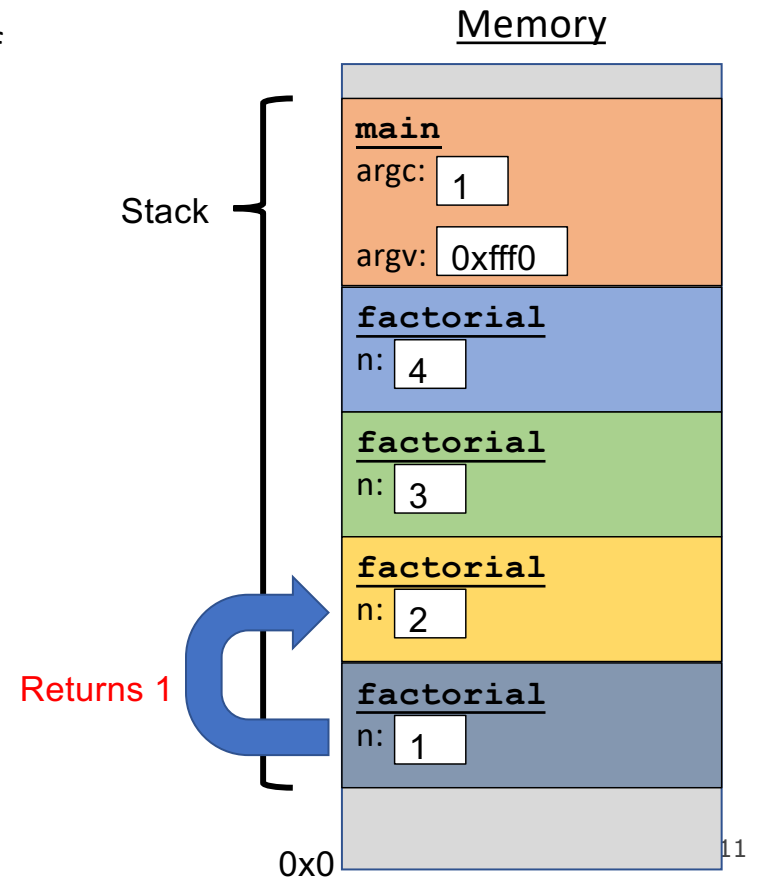 Memory
main
argc: 1
Stack
argv: 0xfff0
factorial
n: 4
factorial
n: 3
factorial
n: 2
Returns 1
factorial
n: 1
0x0
11